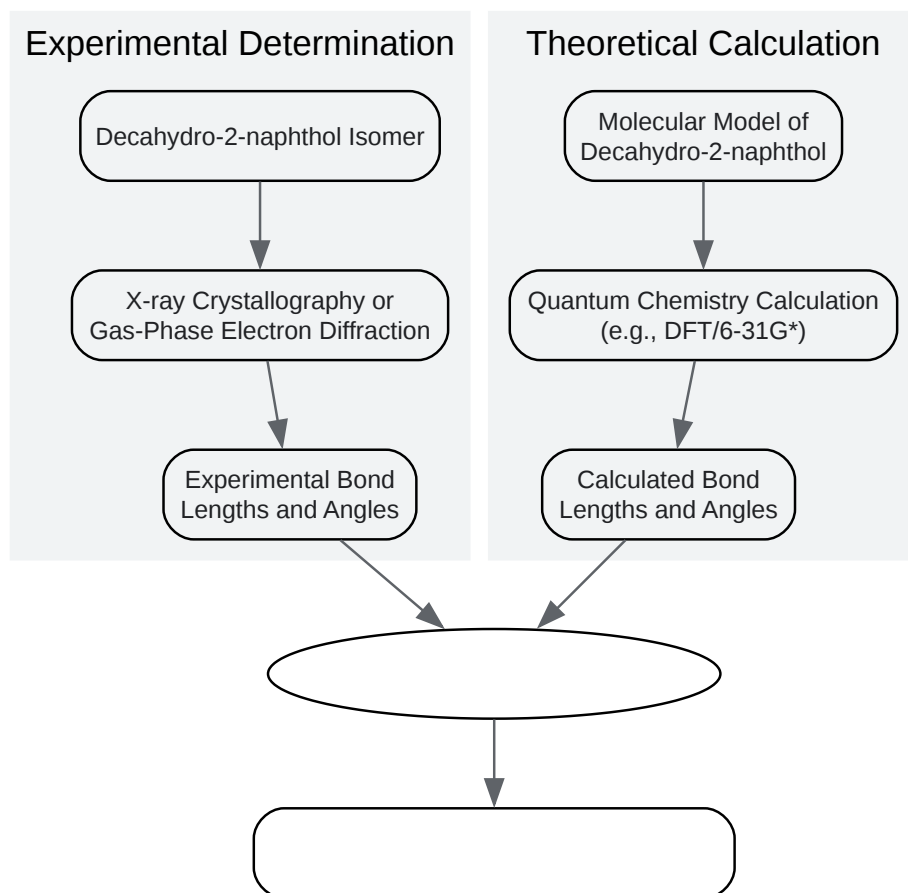 Experimental Determination
Theoretical Calculation
Decahydro-2-naphthol Isomer
Molecular Model of
Decahydro-2-naphthol
X-ray Crystallography or
Gas-Phase Electron Diffraction
Quantum Chemistry Calculation
(e.g., DFT/6-31G*)
Experimental Bond
Lengths and Angles
Calculated Bond
Lengths and Angles